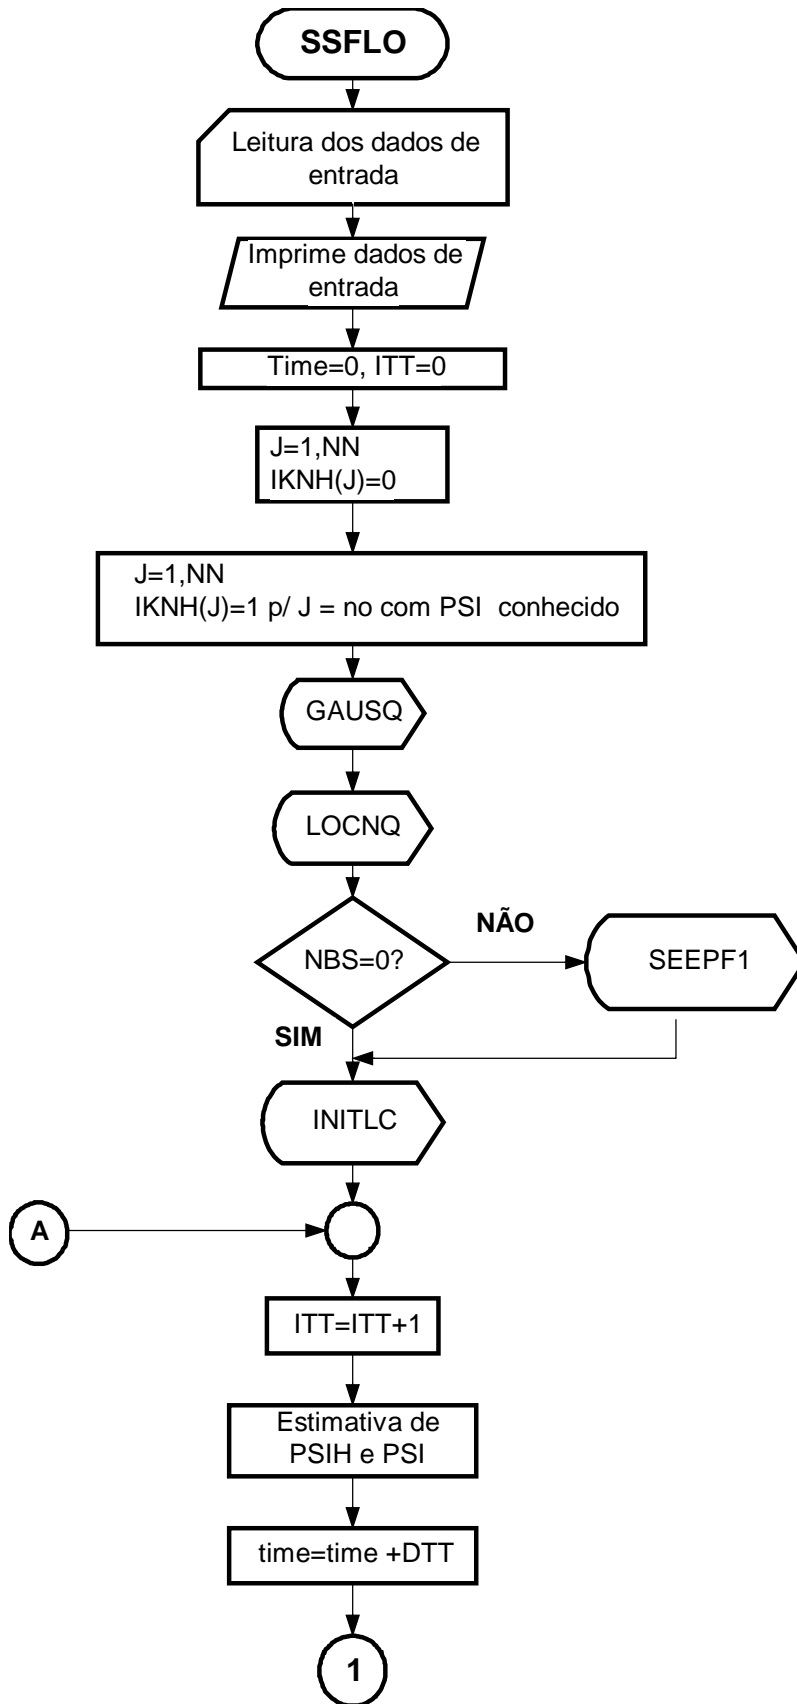 SSFLO
Leitura dos dados de
entrada
Imprime dados de
entrada
Time=0, ITT=0
J=1,NN
IKNH(J)=0
J=1,NN
IKNH(J)=1 p/ J = no com PSI conhecido
GAUSQ
LOCNQ
NBS=0?
NÃO
SEEPF1
SIM
INITLC
A
ITT=ITT+1
Estimativa de
PSIH e PSI
time=time +DTT
1